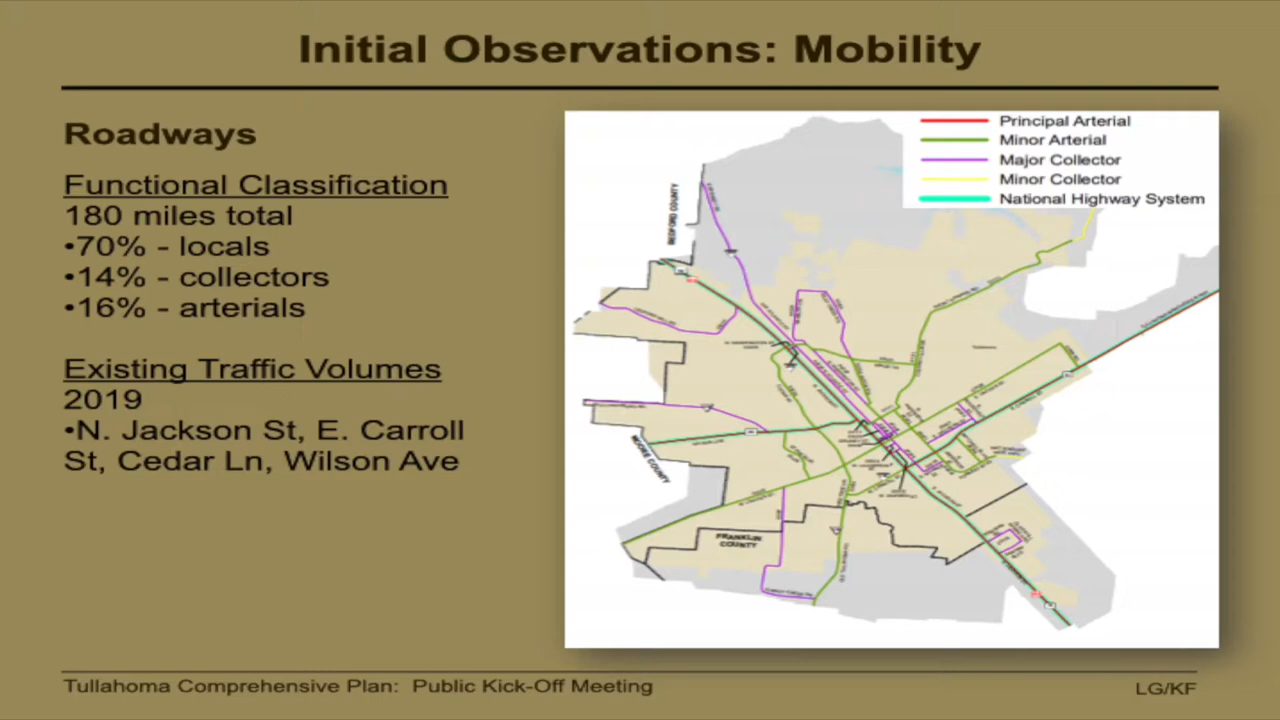 Initial Observations: Mobility
Roadways
Functional Classification
180 miles total
•70% - locals
•14% - collectors
•16% - arterials
Existing Traffic Volumes
2019
•N. Jackson St, E. Carroll
St, Cedar Ln, Wilson Ave
Principal Arterial
Minor Arterial
Major Collector
Minor Collector
National Highway System
MOORE COUNTY
FRANKLIN
COUNTY
Tullahoma Comprehensive Plan: Public Kick-Off Meeting
LG/KF